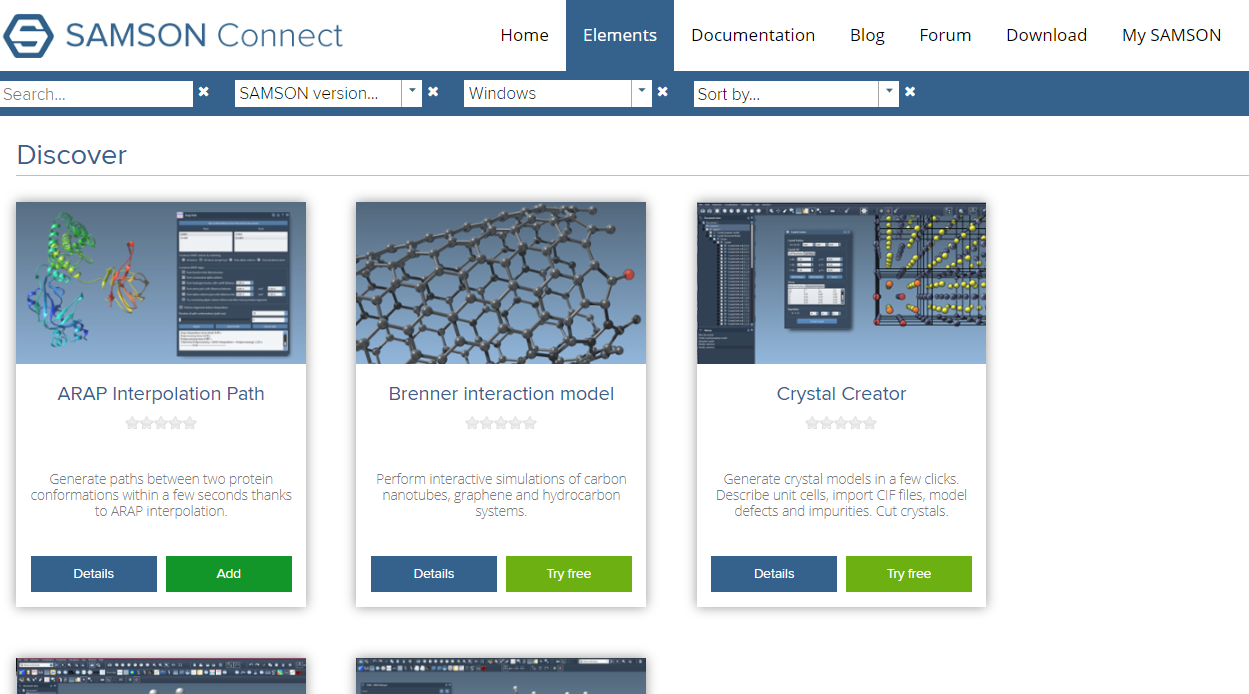 SAMSON Connect
Home Elements Documentation Blog Forum Download My SAMSON
Search... SAMSON version... Windows Sort by...
Discover
ARAP Interpolation Path
Generate paths between two protein
conformations within a few seconds thanks
to ARAP interpolation.
Details Add
Brenner interaction model
Perform interactive simulations of carbon
nanotubes, graphene and hydrocarbon
systems.
Details Try free
Crystal Creator
Generate crystal models in a few clicks.
Describe unit cells, import CIF files, model
defects and impurities. Cut crystals.
Details Try free